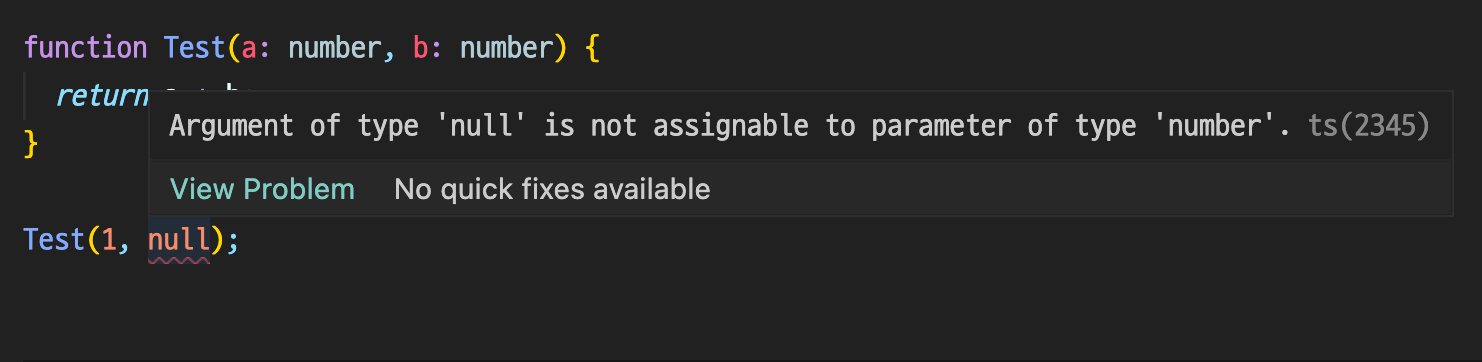 function Test(a: number, b: number) {
return
Argument of type 'null' is not assignable to parameter of type 'number'. ts(2345)
}
View Problem No quick fixes available
Test(1, null);